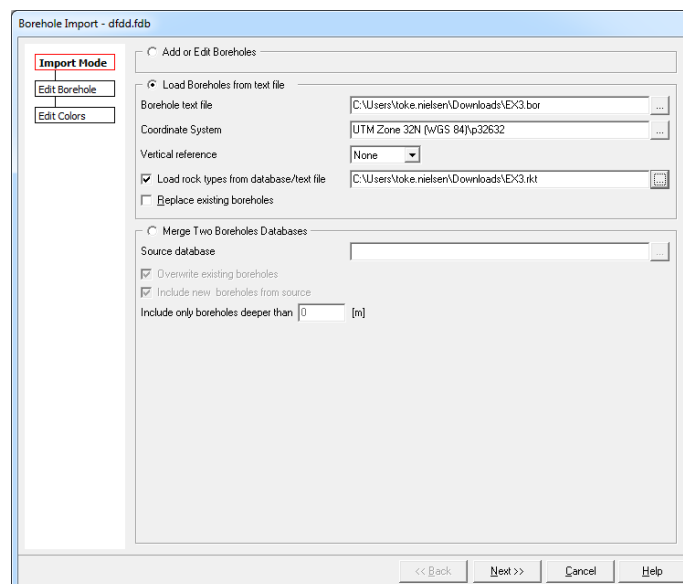 Borehole Import - dfdd.fdb
Import Mode
Edit Borehole
Edit Colors
Add or Edit Boreholes
Load Boreholes from text file
Borehole text file C:\Users\toke.nielsen\Downloads\EX3.bor ...
Coordinate System UTM Zone 32N (WGS 84)\p32632 ...
Vertical reference None
Load rock types from database/text file C:\Users\toke.nielsen\Downloads\EX3.rkt ...
Replace existing boreholes
Merge Two Boreholes Databases
Source database ...
Overwrite existing boreholes
Include new boreholes from source
Include only boreholes deeper than 0 [m]
<< Back Next >> Cancel Help